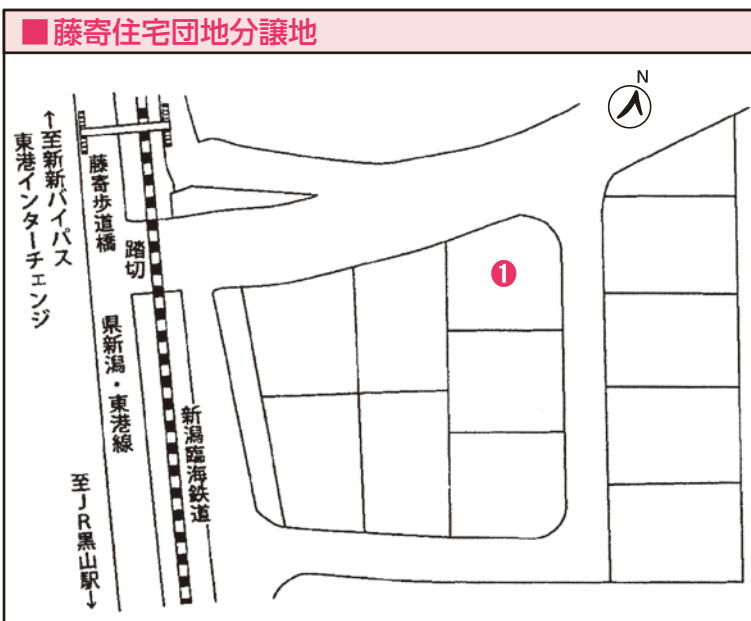 ■藤寄住宅団地分譲地
N
↑至新新バイパス
東港インターチェンジ
藤寄歩道橋
踏切
❶
県新潟・東港線
新潟臨海鉄道
至JR黒山駅↓